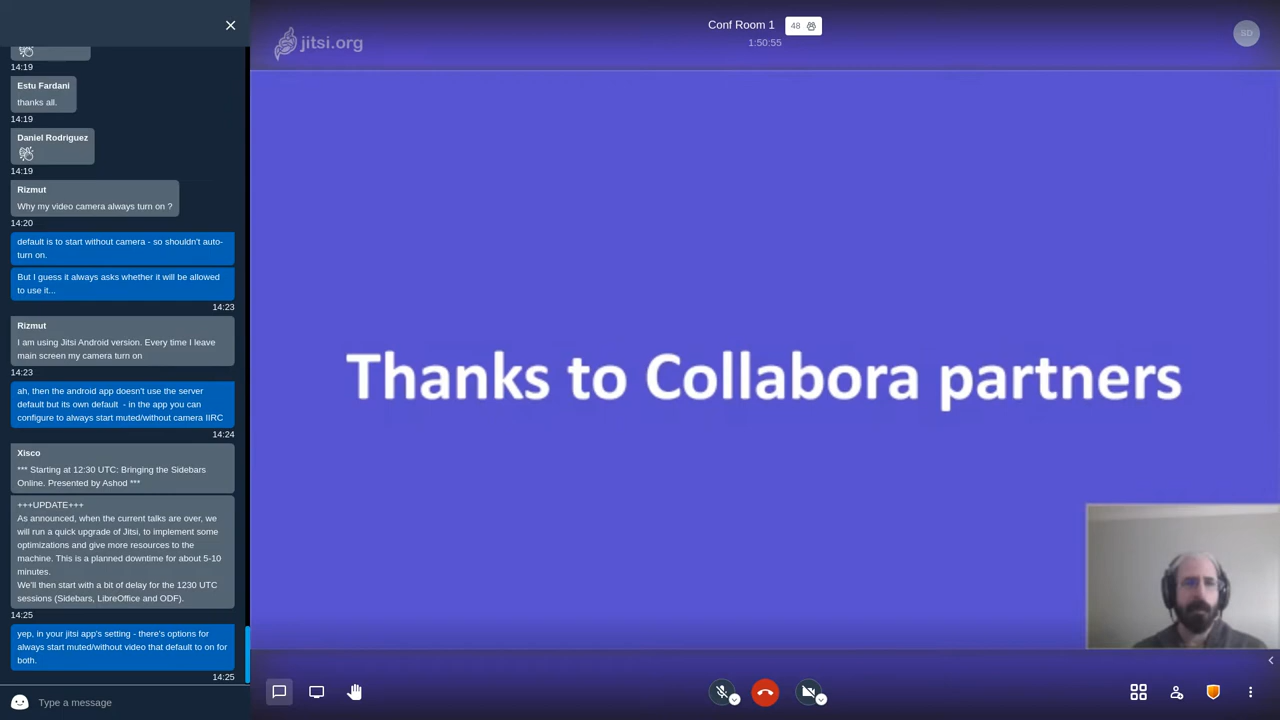 14:19
Estu Fardani
thanks all.
14:19
Daniel Rodriguez
14:19
Rizmut
Why my video camera always turn on ?
14:20
default is to start without camera - so shouldn't auto-
turn on.
But I guess it always asks whether it will be allowed
to use it...
14:23
Rizmut
I am using Jitsi Android version. Every time I leave
main screen my camera turn on
14:23
ah, then the android app doesn't use the server
default but its own default - in the app you can
configure to always start muted/without camera IIRC
14:24
Xisco
*** Starting at 12:30 UTC: Bringing the Sidebars
Online. Presented by Ashod ***
+++UPDATE+++
As announced, when the current talks are over, we
will run a quick upgrade of Jitsi, to implement some
optimizations and give more resources to the
machine. This is a planned downtime for about 5-10
minutes.
We'll then start with a bit of delay for the 1230 UTC
sessions (Sidebars, LibreOffice and ODF).
14:25
yep, in your jitsi app's setting - there's options for
always start muted/without video that default to on for
both.
14:25
Type a message
jitsi.org
Conf Room 1
48
1:50:55
SD
Thanks to Collabora partners